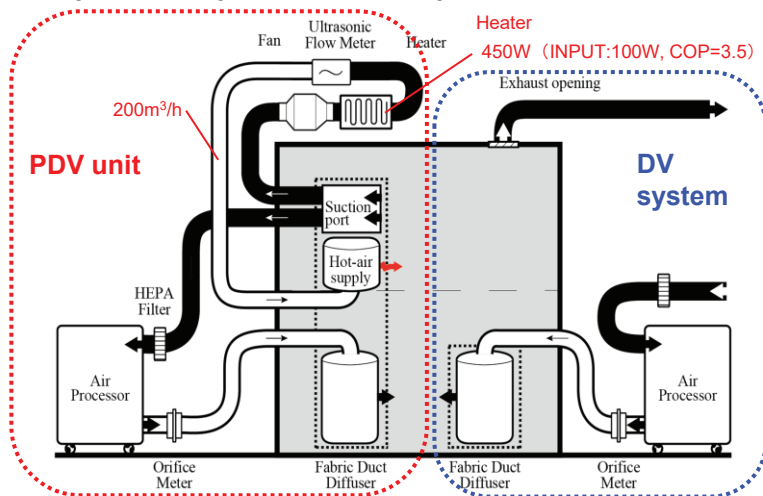 Heater
450W（INPUT:100W, COP=3.5）
Fan
Ultrasonic
Flow Meter
Heater
Exhaust opening
200m³/h
PDV unit
DV
system
Suction
port
Hot-air
supply
HEPA
Filter
Air
Processor
Air
Processor
Orifice
Meter
Fabric Duct
Diffuser
Fabric Duct
Diffuser
Orifice
Meter